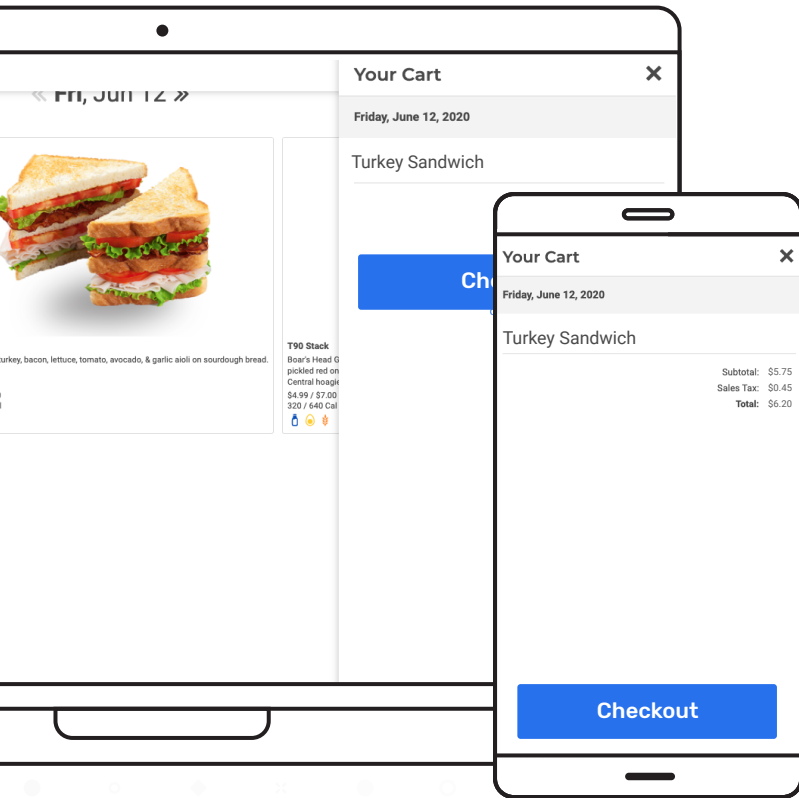 « Fri, Jun 12 »
turkey, bacon, lettuce, tomato, avocado, & garlic aioli on sourdough bread.
T90 Stack
Boar's Head
pickled red on
Central hoagie
$4.99 / $7.00
320 / 640 Cal
Your Cart ×
Friday, June 12, 2020
Turkey Sandwich
Che
Your Cart ×
Friday, June 12, 2020
Turkey Sandwich
Subtotal: $5.75
Sales Tax: $0.45
Total: $6.20
Checkout